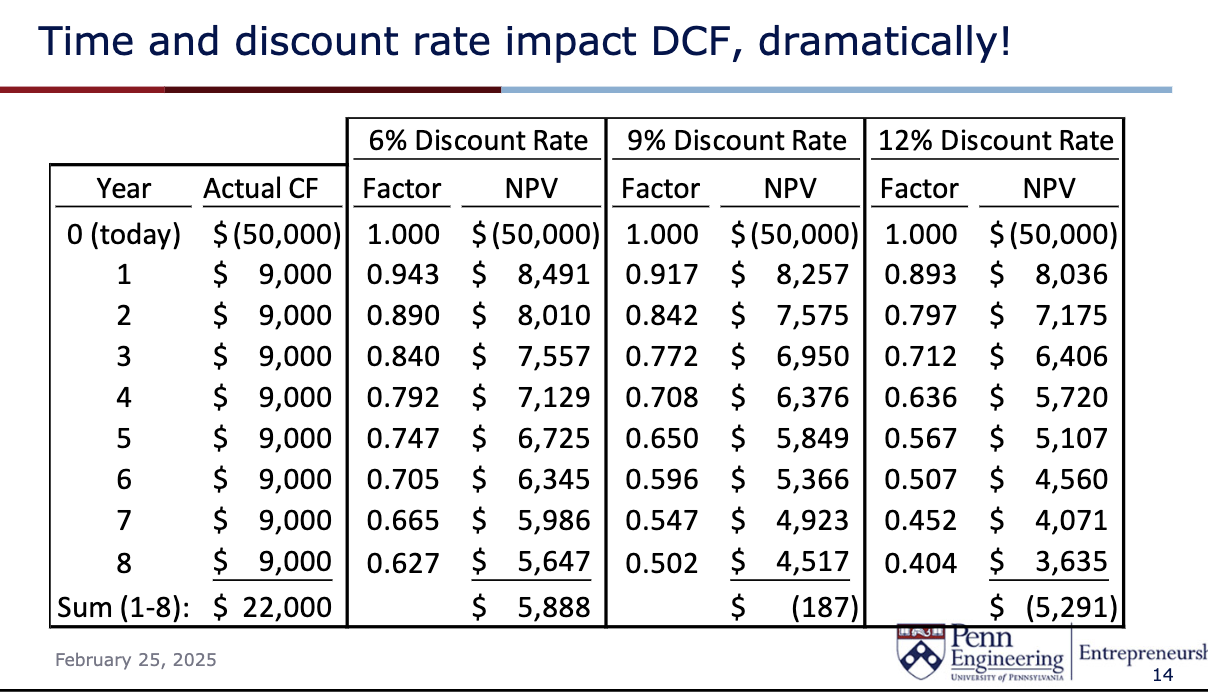 Time and discount rate impact DCF, dramatically!
6% Discount Rate 9% Discount Rate 12% Discount Rate
Year Actual CF Factor NPV Factor NPV Factor NPV
0 (today) $(50,000) 1.000 $(50,000) 1.000 $(50,000) 1.000 $(50,000)
1 $ 9,000 0.943 $ 8,491 0.917 $ 8,257 0.893 $ 8,036
2 $ 9,000 0.890 $ 8,010 0.842 $ 7,575 0.797 $ 7,175
3 $ 9,000 0.840 $ 7,557 0.772 $ 6,950 0.712 $ 6,406
4 $ 9,000 0.792 $ 7,129 0.708 $ 6,376 0.636 $ 5,720
5 $ 9,000 0.747 $ 6,725 0.650 $ 5,849 0.567 $ 5,107
6 $ 9,000 0.705 $ 6,345 0.596 $ 5,366 0.507 $ 4,560
7 $ 9,000 0.665 $ 5,986 0.547 $ 4,923 0.452 $ 4,071
8 $ 9,000 0.627 $ 5,647 0.502 $ 4,517 0.404 $ 3,635
Sum (1-8): $ 22,000 $ 5,888 $ (187) $ (5,291)
February 25, 2025
Penn
Engineering
UNIVERSITY of PENNSYLVANIA
Entrepreneursh
14